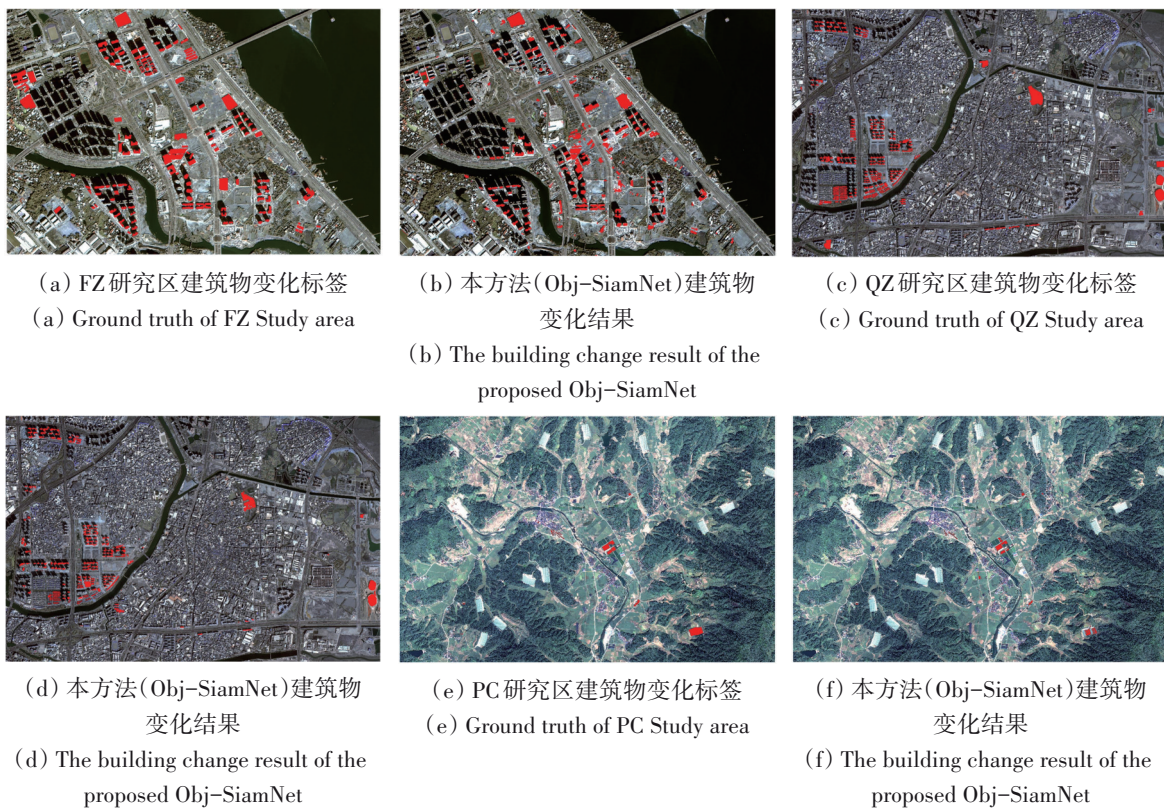 (a) FZ研究区建筑物变化标签
(a) Ground truth of FZ Study area
(b) 本方法(Obj-SiamNet)建筑物
变化结果
(b) The building change result of the
proposed Obj-SiamNet
(c) QZ研究区建筑物变化标签
(c) Ground truth of QZ Study area
(d) 本方法(Obj-SiamNet)建筑物
变化结果
(d) The building change result of the
proposed Obj-SiamNet
(e) PC研究区建筑物变化标签
(e) Ground truth of PC Study area
(f) 本方法(Obj-SiamNet)建筑物
变化结果
(f) The building change result of the
proposed Obj-SiamNet